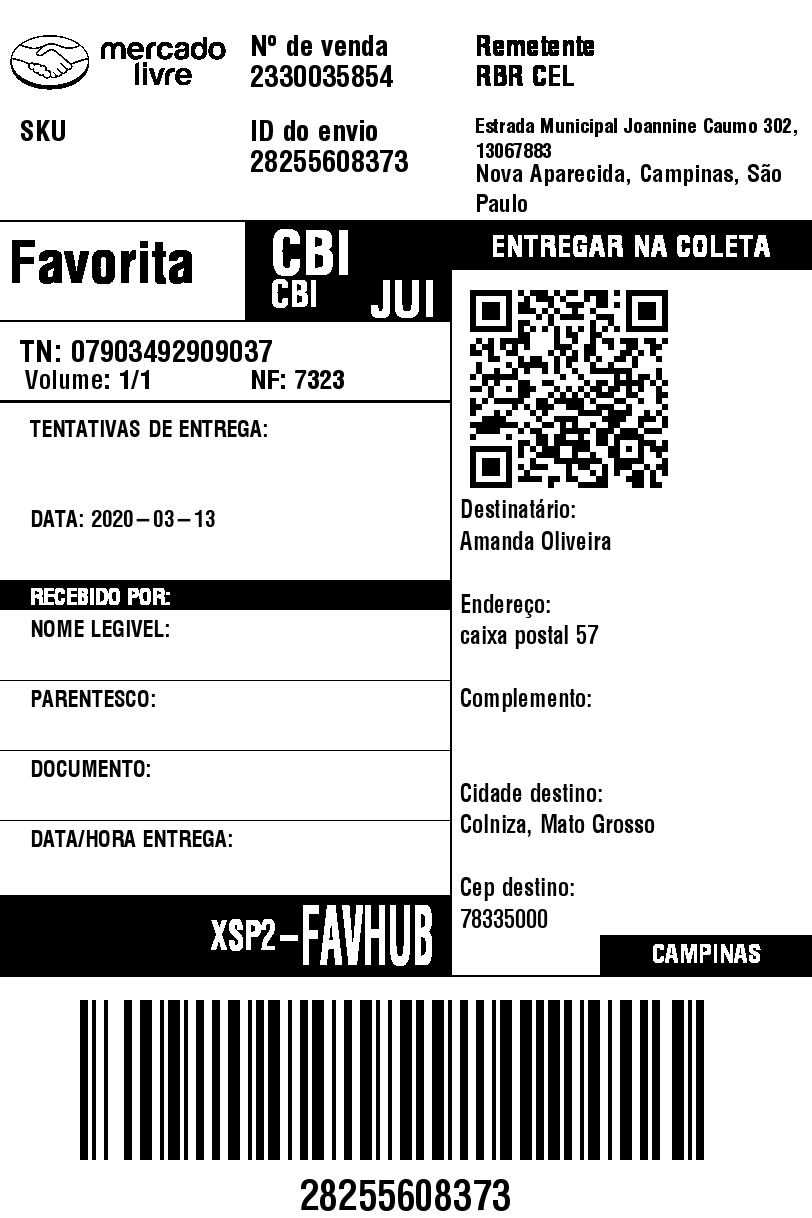 mercado
livre
Nº de venda
2330035854
Remetente
RBR CEL
SKU
ID do envio
28255608373
Estrada Municipal Joannine Caumo 302,
13067883
Nova Aparecida, Campinas, São
Paulo
Favorita
CBI
CBI
JUI
ENTREGAR NA COLETA
TN: 07903492909037
Volume: 1/1
NF: 7323
TENTATIVAS DE ENTREGA:
DATA: 2020-03-13
RECEBIDO POR:
NOME LEGIVEL:
PARENTESCO:
DOCUMENTO:
DATA/HORA ENTREGA:
XSP2-FAVHUB
Destinatário:
Amanda Oliveira
Endereço:
caixa postal 57
Complemento:
Cidade destino:
Colniza, Mato Grosso
Cep destino:
78335000
CAMPINAS
28255608373